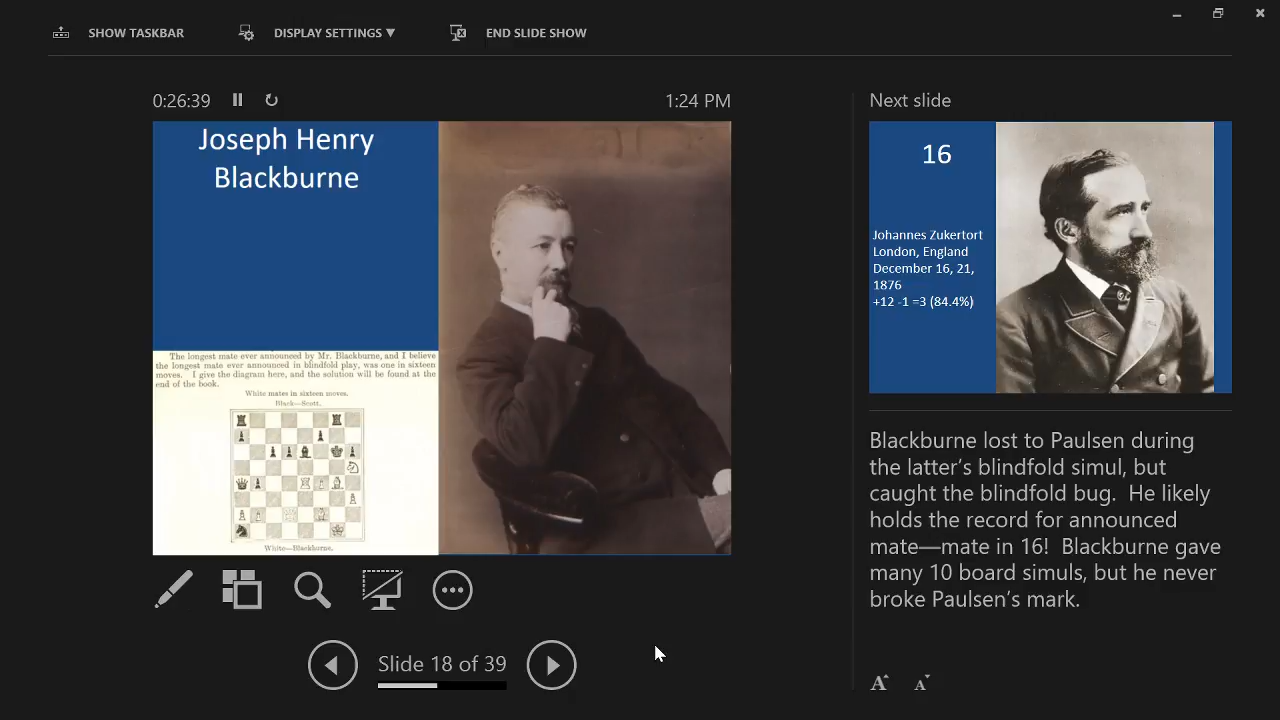 SHOW TASKBAR
DISPLAY SETTINGS ▼
END SLIDE SHOW
0:26:39
1:24 PM
Joseph Henry
Blackburne
The longest mate ever announced by Mr. Blackburne, and I believe
the longest mate ever announced in blindfold play, was one in sixteen
moves. I give the diagram here, and the solution will be found at the
end of the book.
White mates in sixteen moves.
Black—Scott.
White—Blackburne.
Slide 18 of 39
Next slide
16
Johannes Zukertort
London, England
December 16, 21,
1876
+12 -1 =3 (84.4%)
Blackburne lost to Paulsen during
the latter’s blindfold simul, but
caught the blindfold bug.  He likely
holds the record for announced
mate—mate in 16!  Blackburne gave
many 10 board simuls, but he never
broke Paulsen’s mark.
A A